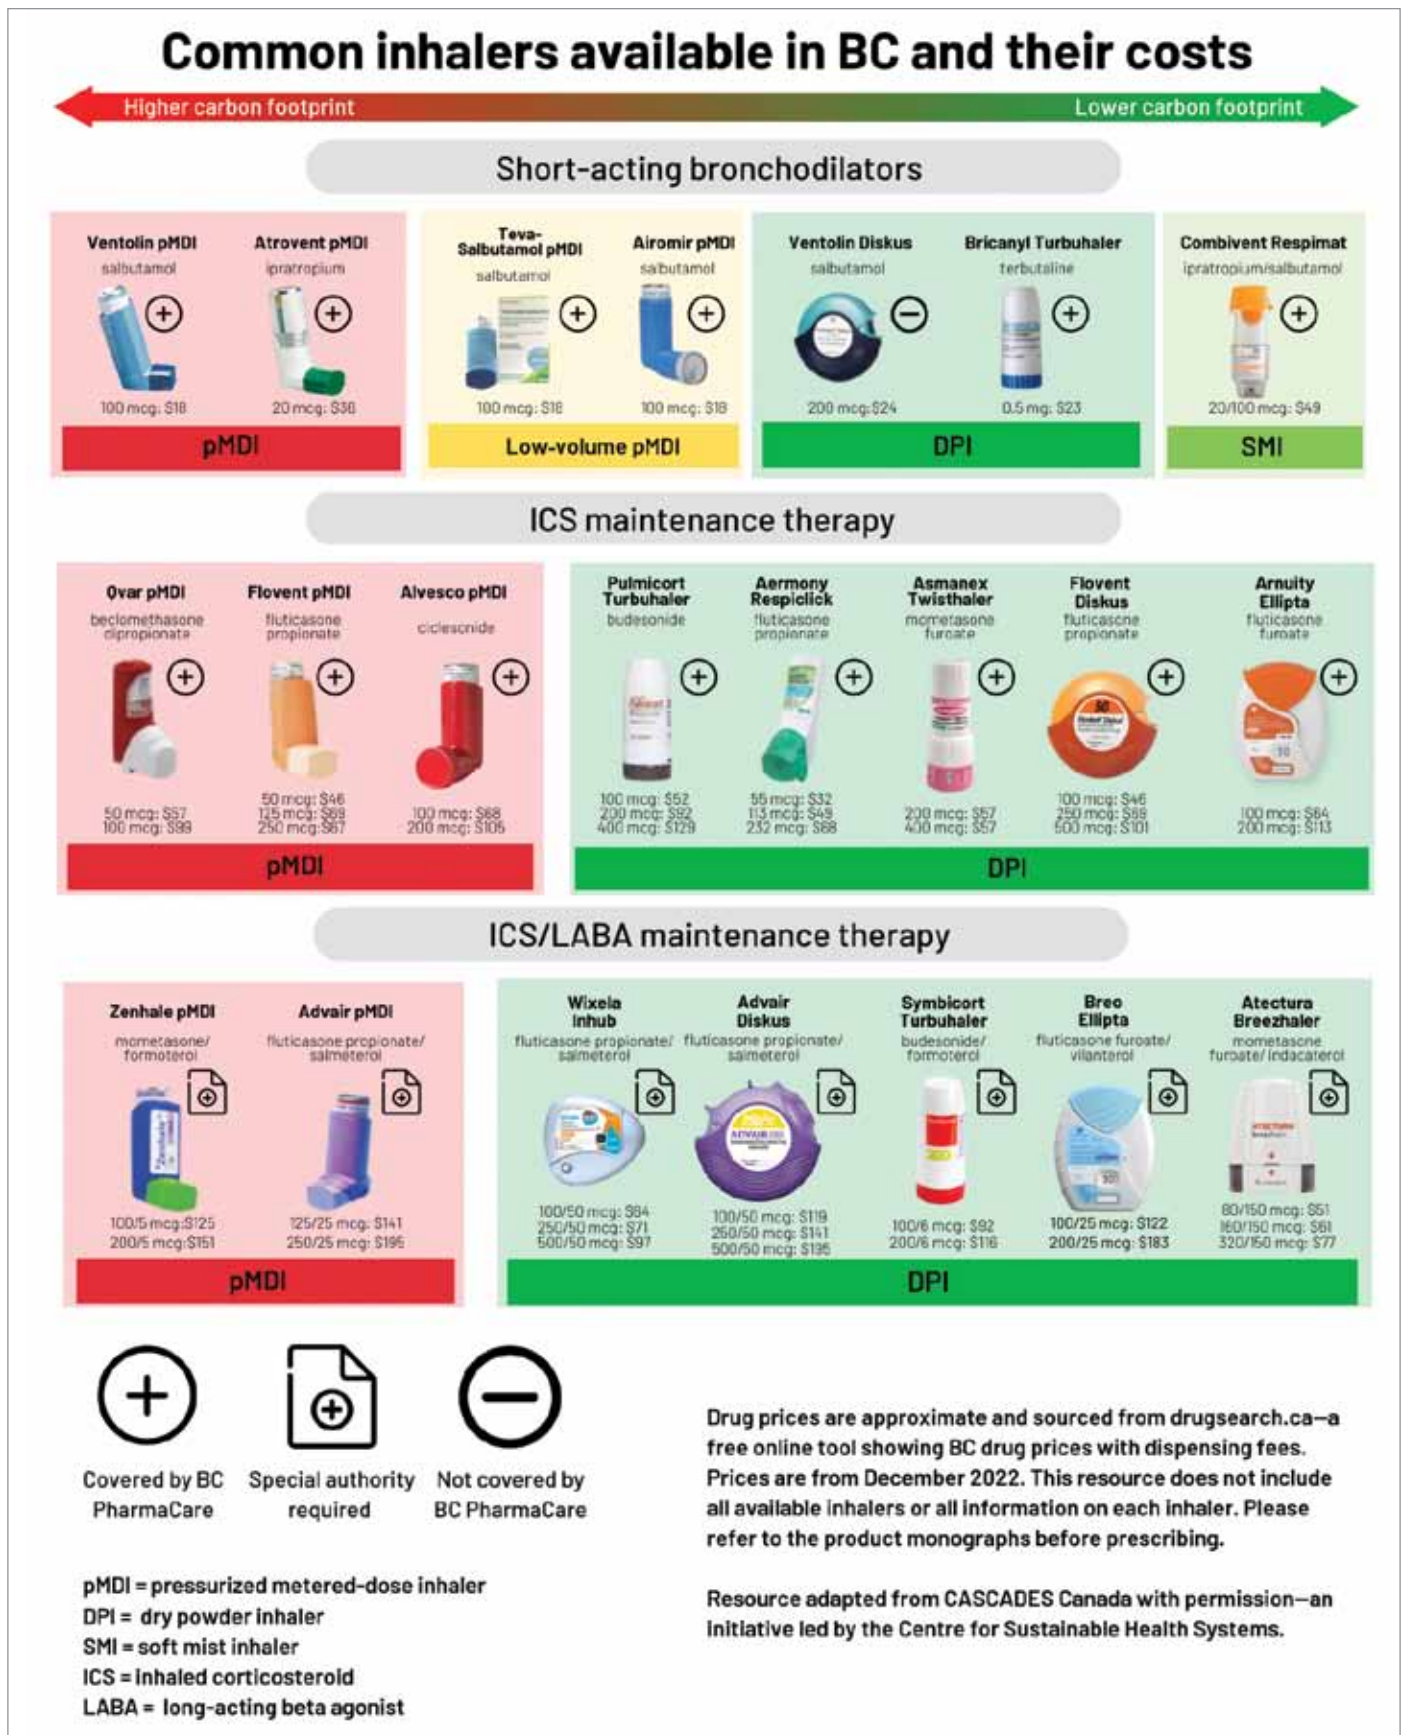 Common inhalers available in BC and their costs
Higher carbon footprint
Lower carbon footprint
Short-acting bronchodilators
Ventolin pMDI
salbutamol
100 mcg: $18
Atrovent pMDI
ipratropium
20 mcg: $36
pMDI
Teva-
Salbutamol pMDI
salbutamol
100 mcg: $18
Airomir pMDI
salbutamol
100 mcg: $18
Low-volume pMDI
Ventolin Diskus
salbutamol
200 mcg:$24
Bricanyl Turbuhaler
terbutaline
0.5 mg: $23
DPI
Combivent Respimat
ipratropium/salbutamol
20/100 mcg: $49
SMI
ICS maintenance therapy
Qvar pMDI
beclomethasone
dipropionate
50 mcg: $57
100 mcg: $99
Flovent pMDI
fluticasone
propionate
50 mcg: $46
125 mcg: $69
250 mcg:$67
Alvesco pMDI
ciclesonide
100 mcg: $68
200 mcg: $105
pMDI
Pulmicort
Turbuhaler
budesonide
100 mcg: $52
200 mcg: $92
400 mcg: $129
Aermony
Respiclick
fluticasone
propionate
55 mcg: $32
113 mcg: $49
232 mcg: $68
Asmanex
Twisthaler
mometasone
furoate
200 mcg: $57
400 mcg: $57
Flovent
Diskus
fluticasone
propionate
100 mcg: $46
250 mcg: $69
500 mcg: $101
Arnuity
Ellipta
fluticasone
furoate
100 mcg: $64
200 mcg: $113
DPI
ICS/LABA maintenance therapy
Zenhale pMDI
mometasone/
formoterol
Zenhale
100/5 mcg:$125
200/5 mcg:$151
Advair pMDI
fluticasone propionate/
salmeterol
125/25 mcg: $141
250/25 mcg: $195
pMDI
Wixela
Inhub
fluticasone propionate/
salmeterol
100/50 mcg: $64
250/50 mcg: $71
500/50 mcg: $97
Advair
Diskus
fluticasone propionate/
salmeterol
ADVAIR
100/50 mcg: $119
250/50 mcg: $141
500/50 mcg: $195
Symbicort
Turbuhaler
budesonide/
formoterol
100/6 mcg: $92
200/6 mcg: $116
Breo
Ellipta
fluticasone furoate/
vilanterol
100/25 mcg: $122
200/25 mcg: $183
Atectura
Breezhaler
mometasone
furoate/ indacaterol
80/150 mcg: $51
160/150 mcg: $61
320/150 mcg: $77
DPI
Covered by BC
PharmaCare
Special authority
required
Not covered by
BC PharmaCare
pMDI = pressurized metered-dose inhaler
DPI = dry powder inhaler
SMI = soft mist inhaler
ICS = inhaled corticosteroid
LABA = long-acting beta agonist
Drug prices are approximate and sourced from drugsearch.ca—a
free online tool showing BC drug prices with dispensing fees.
Prices are from December 2022. This resource does not include
all available inhalers or all information on each inhaler. Please
refer to the product monographs before prescribing.
Resource adapted from CASCADES Canada with permission—an
initiative led by the Centre for Sustainable Health Systems.